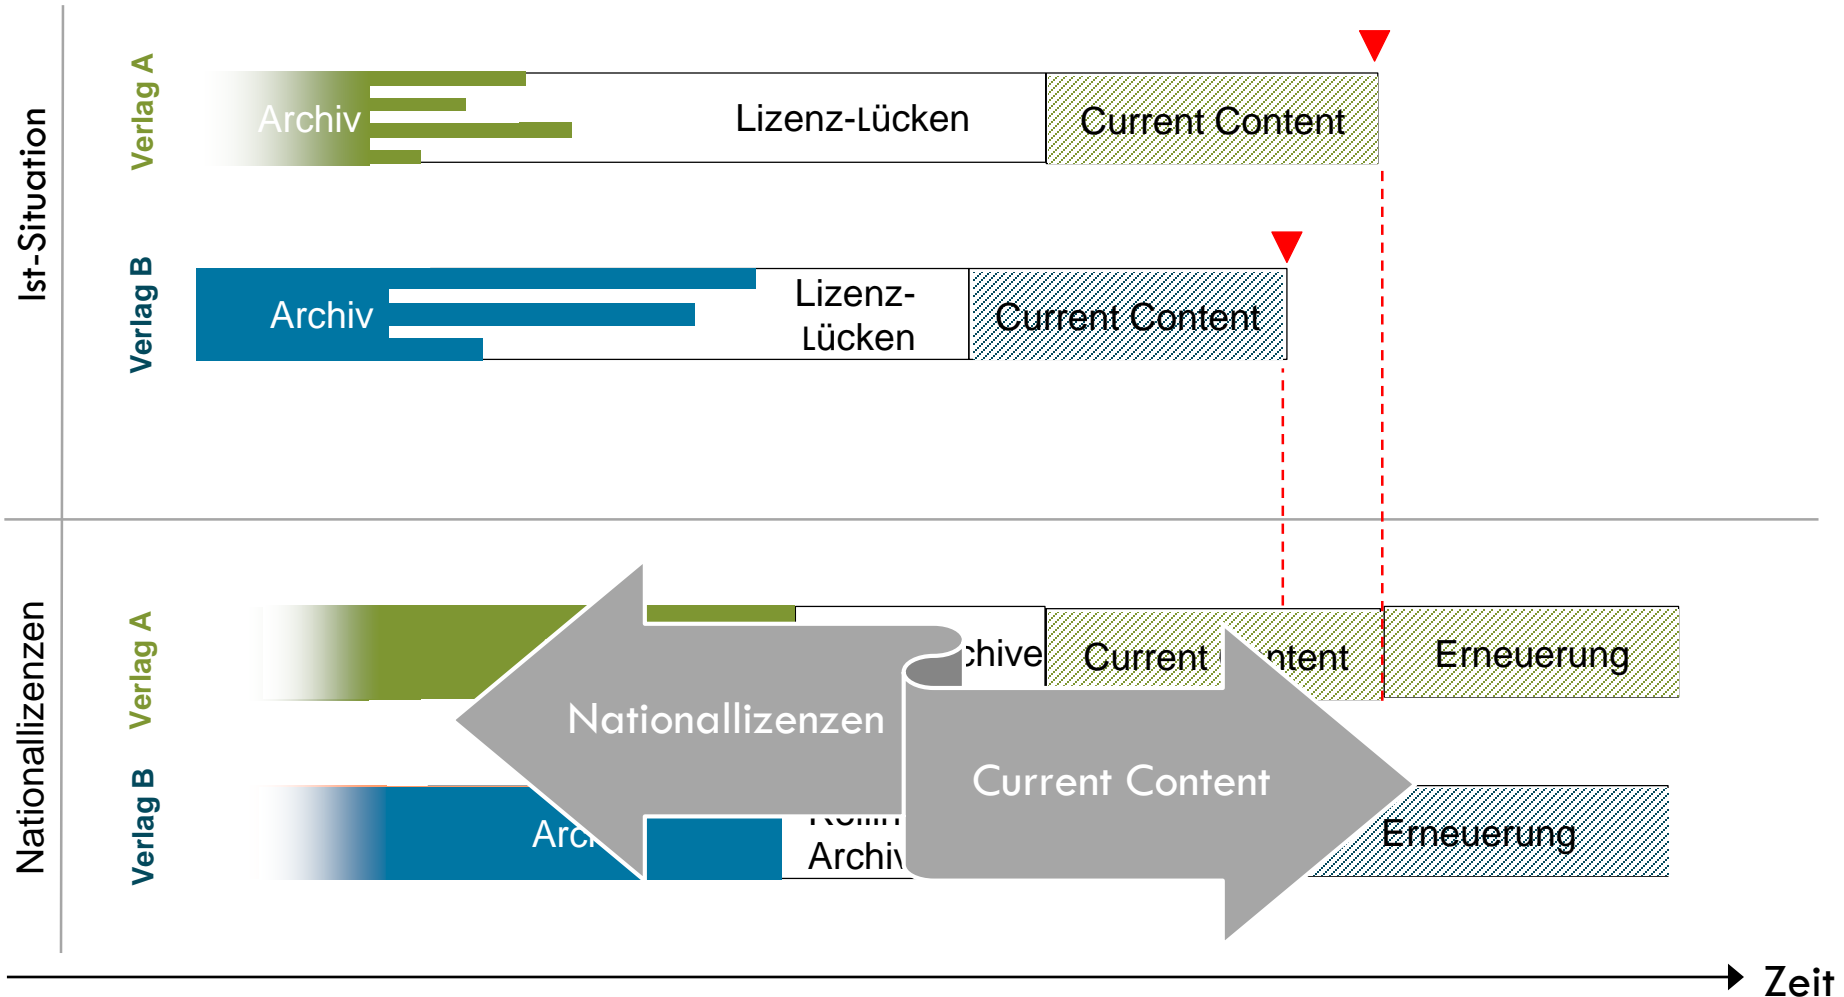 Ist-Situation
Verlag A
Archiv
Lizenz-Lücken
Current Content
Verlag B
Archiv
Lizenz-
Lücken
Current Content
Nationallizenzen
Verlag A
Current
Erneuerung
Nationallizenzen
Current Content
Verlag B
Erneuerung
Zeit